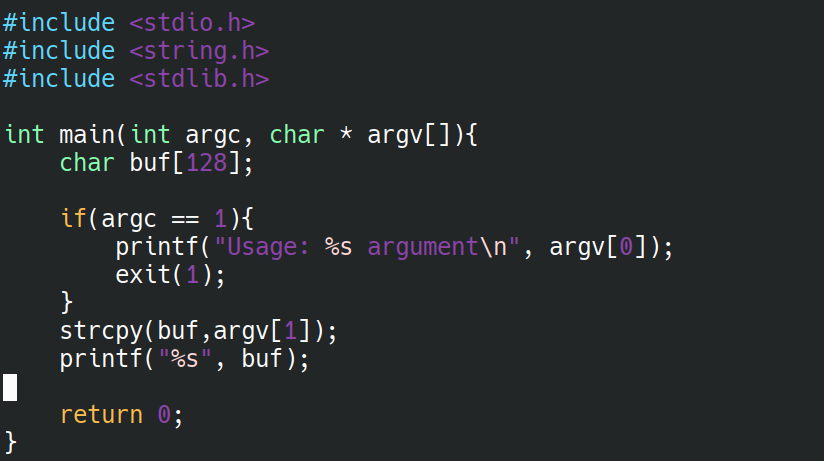 #include <stdio.h>
#include <string.h>
#include <stdlib.h>

int main(int argc, char * argv[]){
    char buf[128];

    if(argc == 1){
        printf("Usage: %s argument\n", argv[0]);
        exit(1);
    }
    strcpy(buf,argv[1]);
    printf("%s", buf);

    return 0;
}